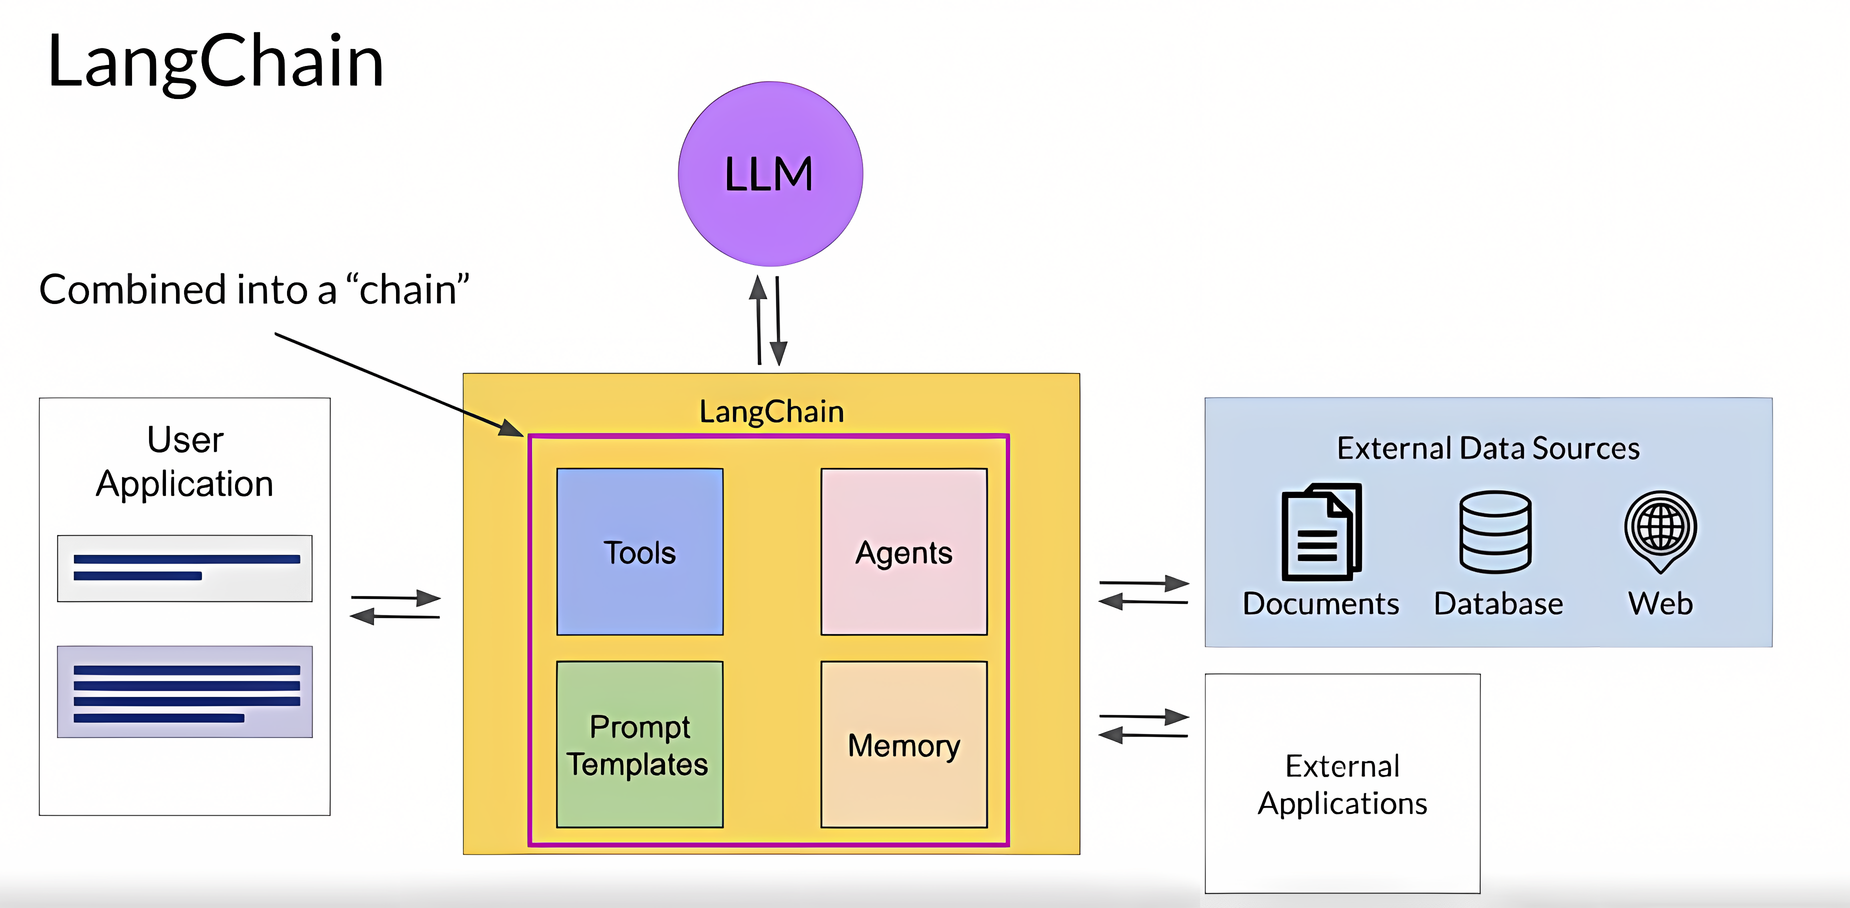 LangChain
LLM
Combined into a “chain”
User
Application
LangChain
Tools
Agents
Prompt
Templates
Memory
External Data Sources
Documents
Database
Web
External
Applications